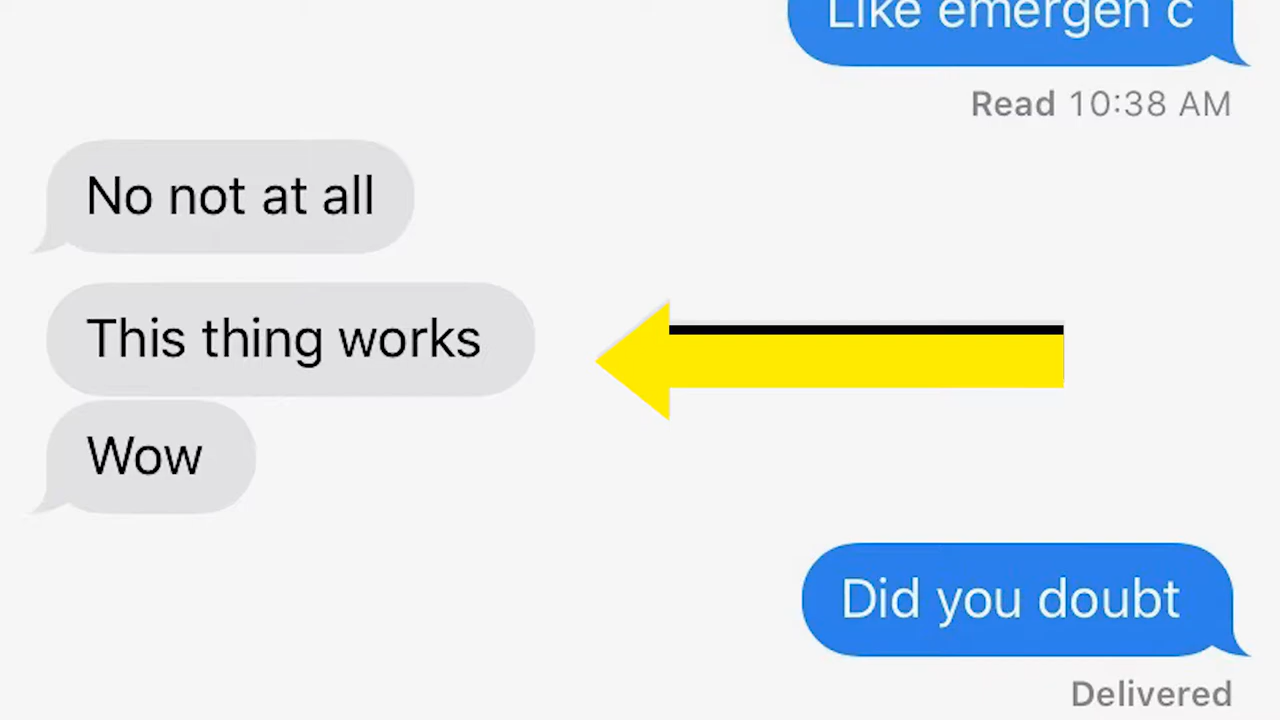 Like emergen c
Read 10:38 AM
No not at all
This thing works
Wow
Did you doubt
Delivered